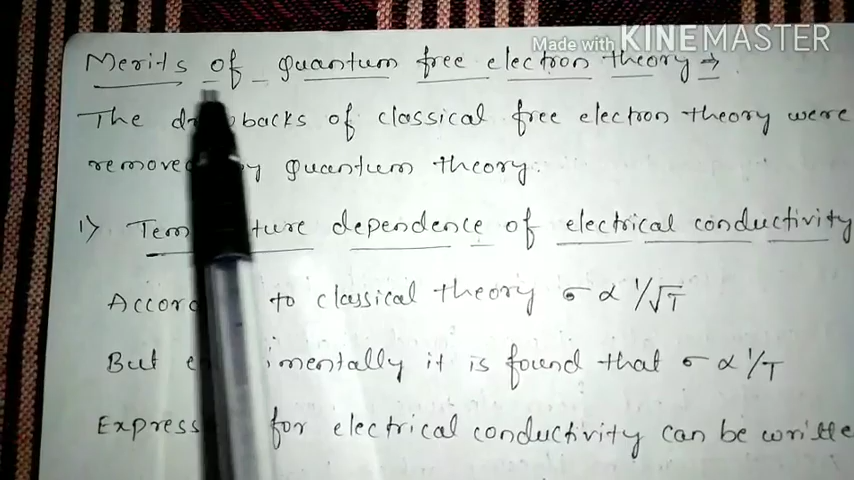 Made with KINEMASTER
Merits of quantum free electron theory →
The backs of classical free electron theory were
remove by quantum theory.
1) Tem ture dependence of electrical conductivity
Accord to classical theory σ α 1/√T
But e imentally it is found that σ α 1/T
Express for electrical conductivity can be writte